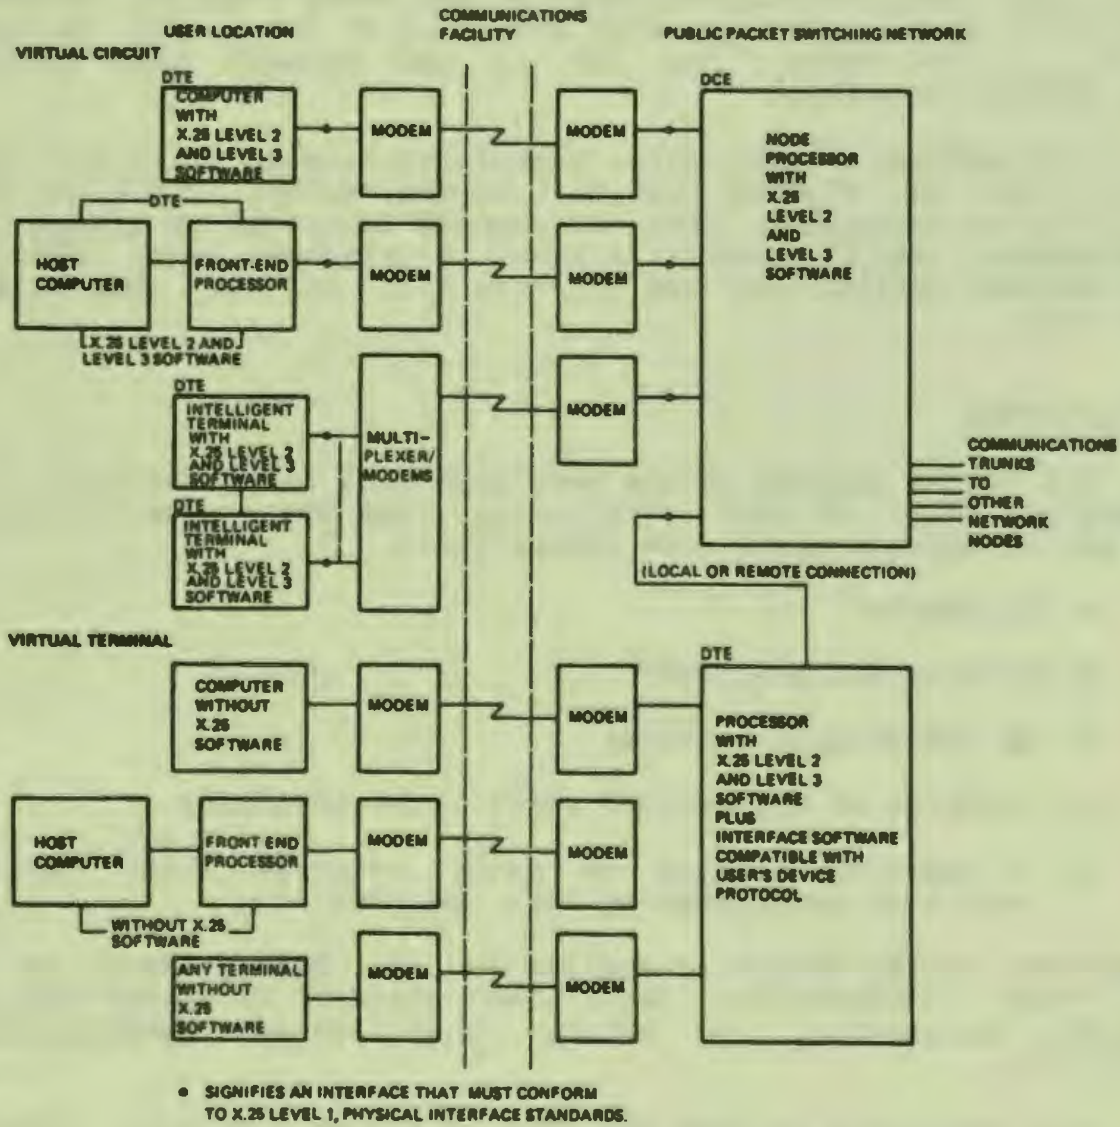 COMMUNICATIONS
FACILITY
USER LOCATION
PUBLIC PACKET SWITCHING NETWORK
VIRTUAL CIRCUIT
DTE
COMPUTER
WITH
X.25 LEVEL 2
AND LEVEL 3
SOFTWARE
MODEM
MODEM
DCE
NODE
PROCESSOR
WITH
X.25
LEVEL 2
AND
LEVEL 3
SOFTWARE
DTE
HOST
COMPUTER
FRONT-END
PROCESSOR
MODEM
MODEM
X.25 LEVEL 2 AND
LEVEL 3 SOFTWARE
DTE
INTELLIGENT
TERMINAL
WITH
X.25 LEVEL 2
AND LEVEL 3
SOFTWARE
MULTI-
PLEXER/
MODEMS
MODEM
DTE
INTELLIGENT
TERMINAL
WITH
X.25 LEVEL 2
AND LEVEL 3
SOFTWARE
COMMUNICATIONS
TRUNKS
TO
OTHER
NETWORK
NODES
(LOCAL OR REMOTE CONNECTION)
VIRTUAL TERMINAL
COMPUTER
WITHOUT
X.25
SOFTWARE
MODEM
MODEM
DTE
PROCESSOR
WITH
X.25 LEVEL 2
AND LEVEL 3
SOFTWARE
PLUS
INTERFACE SOFTWARE
COMPATIBLE WITH
USER'S DEVICE
PROTOCOL
HOST
COMPUTER
FRONT END
PROCESSOR
MODEM
MODEM
WITHOUT X.25
SOFTWARE
ANY TERMINAL
WITHOUT
X.25
SOFTWARE
MODEM
MODEM
• SIGNIFIES AN INTERFACE THAT MUST CONFORM
TO X.25 LEVEL 1, PHYSICAL INTERFACE STANDARDS.